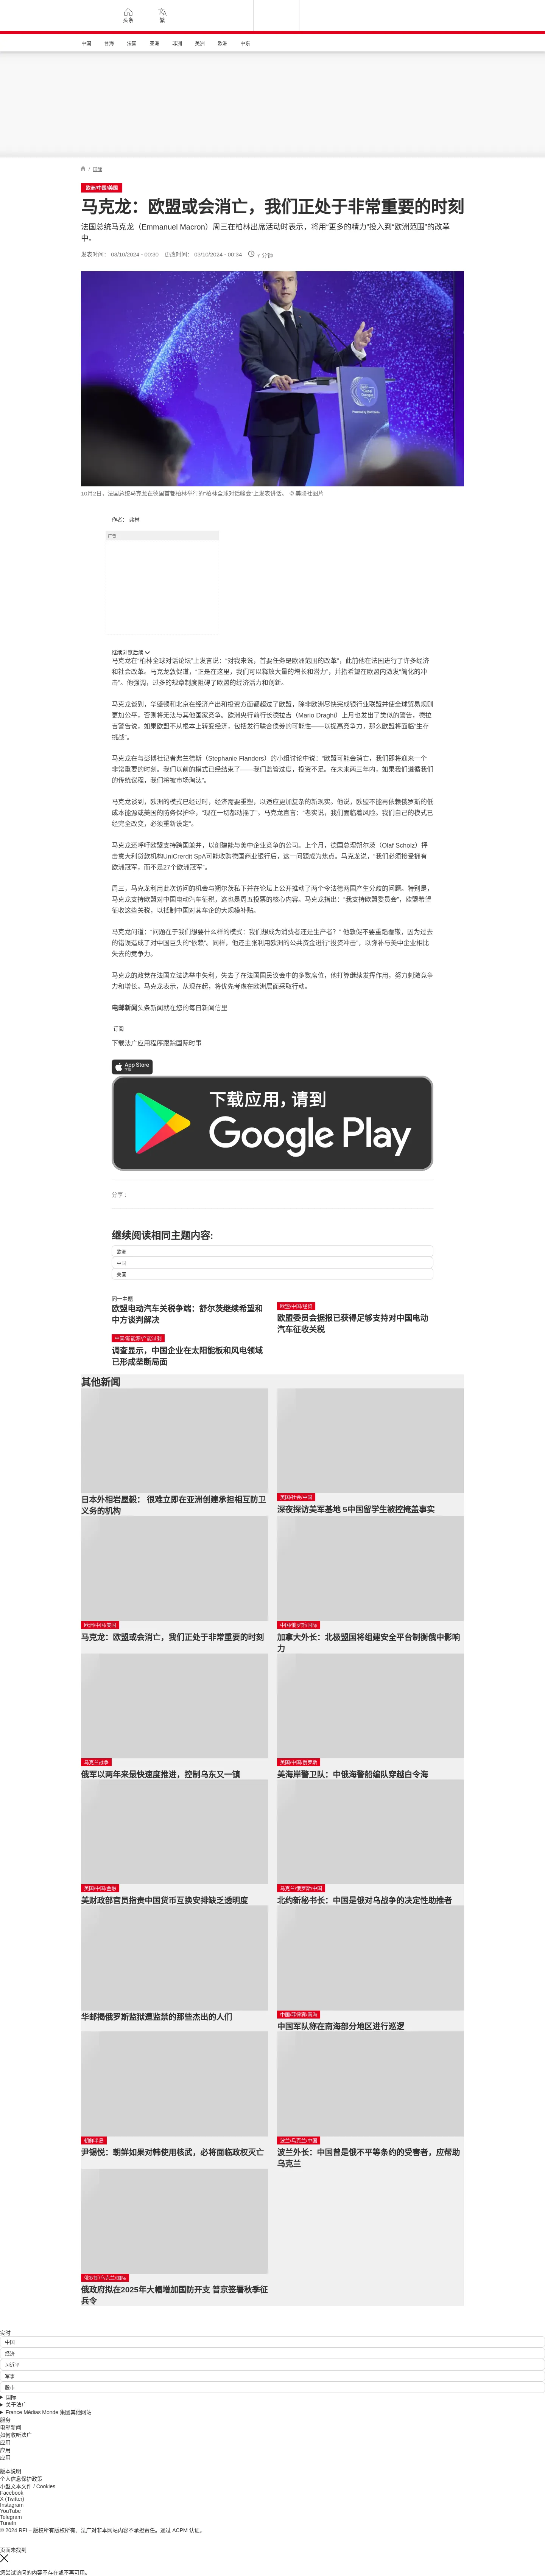 头条
繁
中国 台海 法国 亚洲 非洲 美洲 欧洲 中东
/ 国际
欧洲/中国/美国
马克龙：欧盟或会消亡，我们正处于非常重要的时刻
法国总统马克龙（Emmanuel Macron）周三在柏林出席活动时表示，将用“更多的精力”投入到“欧洲范围”的改革
中。
发表时间： 03/10/2024 - 00:30 更改时间： 03/10/2024 - 00:34 7 分钟
10月2日，法国总统马克龙在德国首都柏林举行的“柏林全球对话峰会”上发表讲话。 © 美联社图片
作者： 弗林
广告
继续浏览后续
马克龙在“柏林全球对话论坛”上发言说：“对我来说，首要任务是欧洲范围的改革”，此前他在法国进行了许多经济
和社会改革。马克龙敦促道，“正是在这里，我们可以释放大量的增长和潜力”，并指希望在欧盟内激发“简化的冲
击”。他强调，过多的规章制度阻碍了欧盟的经济活力和创新。
马克龙谈到，华盛顿和北京在经济产出和投资方面都超过了欧盟，除非欧洲尽快完成银行业联盟并使全球贸易规则
更加公平，否则将无法与其他国家竞争。欧洲央行前行长德拉吉（Mario Draghi）上月也发出了类似的警告，德拉
吉警告说，如果欧盟不从根本上转变经济，包括发行联合债券的可能性——以提高竞争力，那么欧盟将面临“生存
挑战”。
马克龙在与彭博社记者弗兰德斯（Stephanie Flanders）的小组讨论中说：“欧盟可能会消亡，我们即将迎来一个
非常重要的时刻。我们以前的模式已经结束了——我们监管过度，投资不足。在未来两三年内，如果我们遵循我们
的传统议程，我们将被市场淘汰”。
马克龙谈到，欧洲的模式已经过时，经济需要重塑，以适应更加复杂的新现实。他说，欧盟不能再依赖俄罗斯的低
成本能源或美国的防务保护伞，“现在一切都动摇了”。马克龙直言：“老实说，我们面临着风险。我们自己的模式已
经完全改变，必须重新设定”。
马克龙还呼吁欧盟支持跨国兼并，以创建能与美中企业竞争的公司。上个月，德国总理朔尔茨（Olaf Scholz）抨
击意大利贷款机构UniCrerdit SpA可能收购德国商业银行后，这一问题成为焦点。马克龙说，“我们必须接受拥有
欧洲冠军，而不是27个欧洲冠军”。
周三，马克龙利用此次访问的机会与朔尔茨私下并在论坛上公开推动了两个令法德两国产生分歧的问题。特别是，
马克龙支持欧盟对中国电动汽车征税，这也是周五投票的核心内容。马克龙指出：“我支持欧盟委员会”，欧盟希望
征收这些关税，以抵制中国对其车企的大规模补贴。
马克龙问道：“问题在于我们想要什么样的模式：我们想成为消费者还是生产者？” 他敦促不要重蹈覆辙，因为过去
的错误造成了对中国巨头的“依赖”。同样，他还主张利用欧洲的公共资金进行“投资冲击”，以弥补与美中企业相比
失去的竞争力。
马克龙的政党在法国立法选举中失利，失去了在法国国民议会中的多数席位，他打算继续发挥作用，努力刺激竞争
力和增长。马克龙表示，从现在起，将优先考虑在欧洲层面采取行动。
电邮新闻头条新闻就在您的每日新闻信里
订阅
下载法广应用程序跟踪国际时事
App Store
下载应用，请到
Google Play
分享 :
继续阅读相同主题内容:
欧洲
中国
美国
同一主题
欧盟电动汽车关税争端：舒尔茨继续希望和
中方谈判解决
欧盟/中国/经贸
欧盟委员会据报已获得足够支持对中国电动
汽车征收关税
中国/新能源/产能过剩
调查显示，中国企业在太阳能板和风电领域
已形成垄断局面
其他新闻
日本外相岩屋毅： 很难立即在亚洲创建承担相互防卫
义务的机构
美国/社会/中国
深夜探访美军基地 5中国留学生被控掩盖事实
欧洲/中国/美国
马克龙：欧盟或会消亡，我们正处于非常重要的时刻
中国/俄罗斯/国际
加拿大外长：北极盟国将组建安全平台制衡俄中影响
力
乌克兰战争
俄军以两年来最快速度推进，控制乌东又一镇
美国/中国/俄罗斯
美海岸警卫队：中俄海警船编队穿越白令海
美国/中国/金融
美财政部官员指责中国货币互换安排缺乏透明度
乌克兰/俄罗斯/中国
北约新秘书长：中国是俄对乌战争的决定性助推者
华邮揭俄罗斯监狱遭监禁的那些杰出的人们
中国/菲律宾/南海
中国军队称在南海部分地区进行巡逻
朝鲜半岛
尹锡悦：朝鲜如果对韩使用核武，必将面临政权灭亡
波兰/乌克兰/中国
波兰外长：中国曾是俄不平等条约的受害者，应帮助
乌克兰
俄罗斯/乌克兰/国际
俄政府拟在2025年大幅增加国防开支 普京签署秋季征
兵令
实时
中国
经济
习近平
军事
股市
国际
关于法广
France Médias Monde 集团其他网站
服务
电邮新闻
如何收听法广
应用
应用
应用
版本说明
个人信息保护政策
小型文本文件 / Cookies
Facebook
X (Twitter)
Instagram
YouTube
Telegram
TuneIn
© 2024 RFI – 版权所有版权所有。法广对非本网站内容不承担责任。通过 ACPM 认证。
页面未找到
您尝试访问的内容不存在或不再可用。